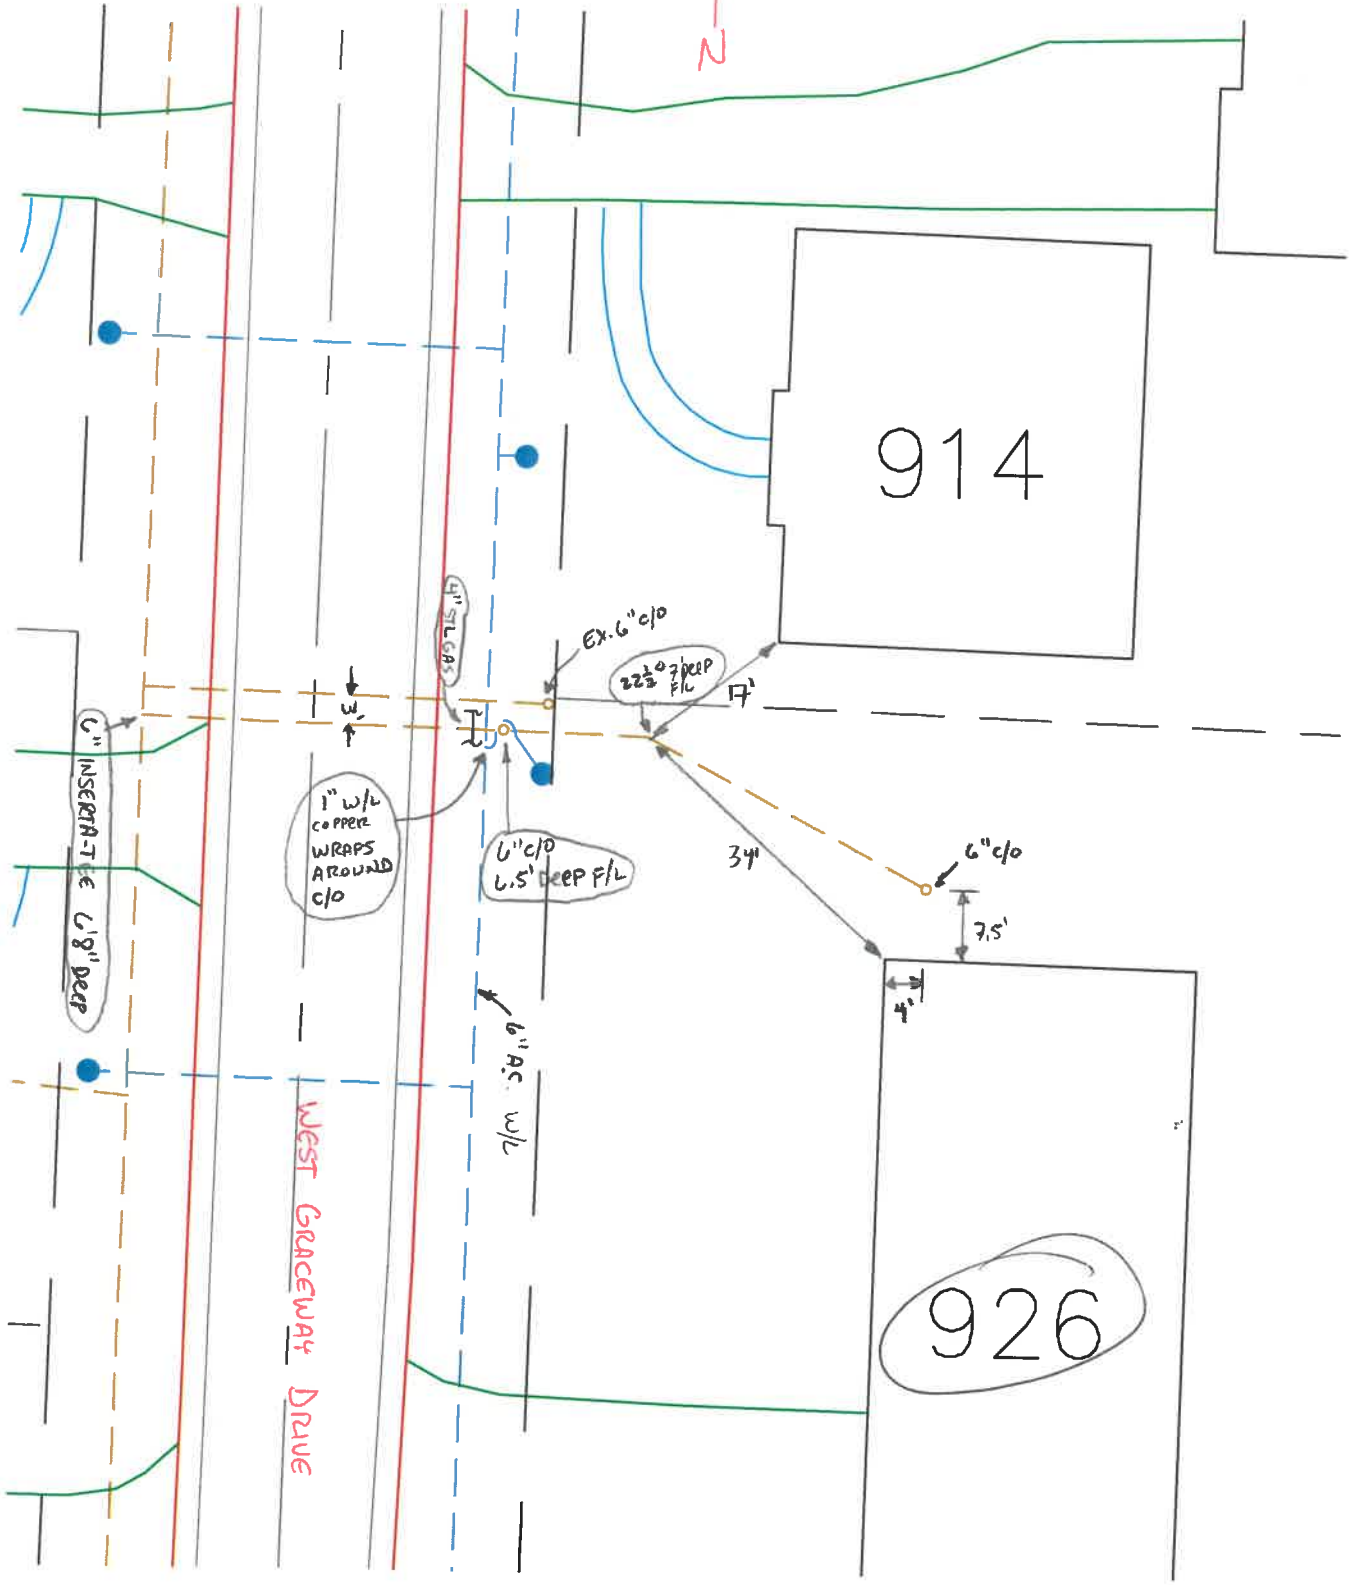 N
914
4" STL GAS
EX. 6" C/O
22½° 7' DEEP
F/L
17'
3'
6" INSERTA-TEE 6'8" DEEP
1" W/L
COPPER
WRAPS
AROUND
C/O
6" C/O
6.5' DEEP F/L
34'
6" C/O
7.5'
4'
6" A.C. W/L
WEST GRACEWAY DRIVE
926